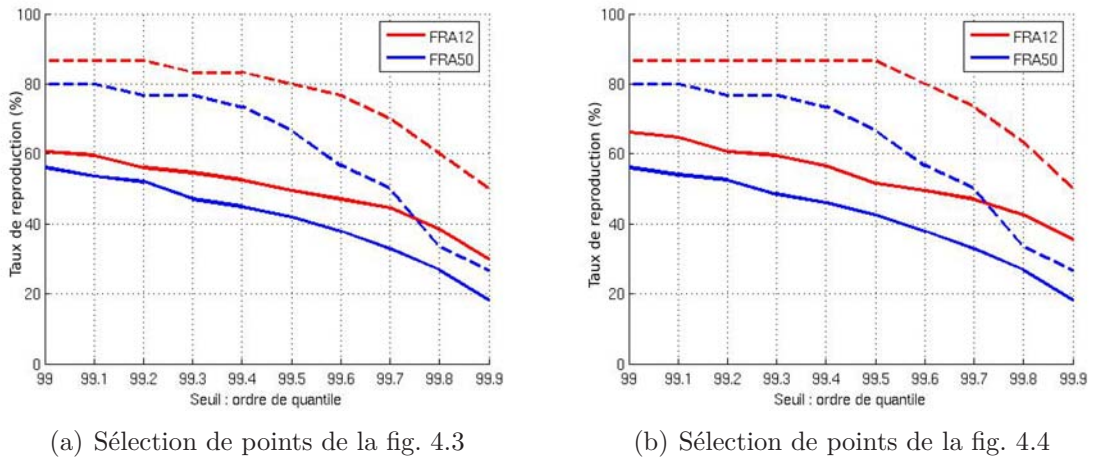 100
80
60
40
20
0
Taux de reproduction (%)
FRA12
FRA50
99 99.1 99.2 99.3 99.4 99.5 99.6 99.7 99.8 99.9
Seuil : ordre de quantile
(a) Sélection de points de la fig. 4.3
100
80
60
40
20
0
Taux de reproduction (%)
FRA12
FRA50
99 99.1 99.2 99.3 99.4 99.5 99.6 99.7 99.8 99.9
Seuil : ordre de quantile
(b) Sélection de points de la fig. 4.4